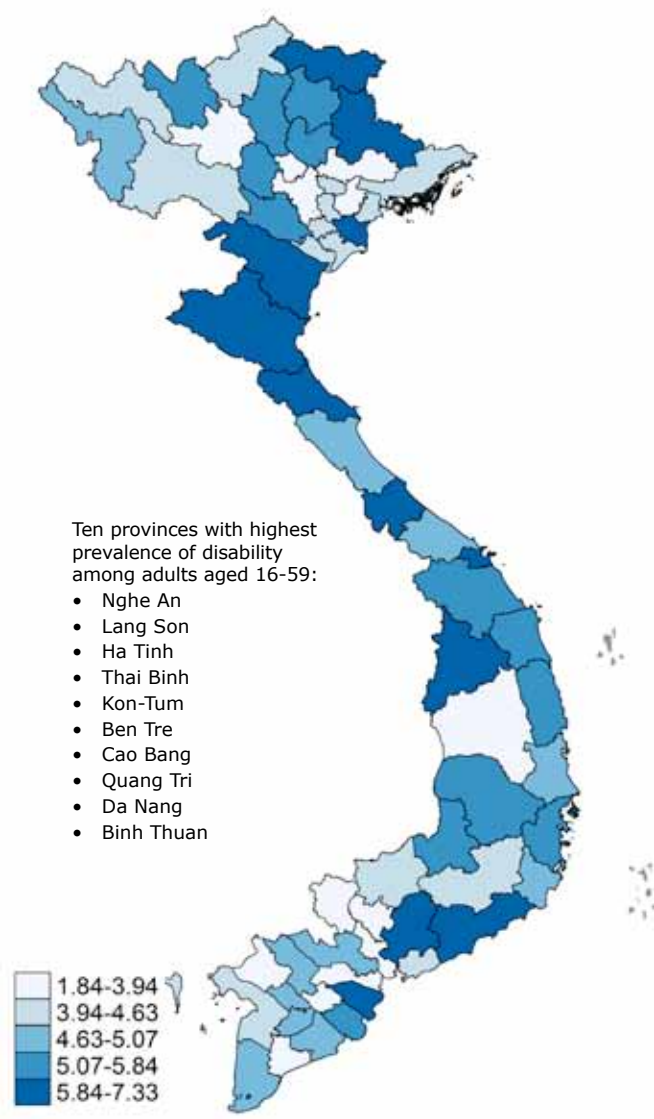 Ten provinces with highest
prevalence of disability
among adults aged 16-59:
• Nghe An
• Lang Son
• Ha Tinh
• Thai Binh
• Kon-Tum
• Ben Tre
• Cao Bang
• Quang Tri
• Da Nang
• Binh Thuan
1.84-3.94
3.94-4.63
4.63-5.07
5.07-5.84
5.84-7.33